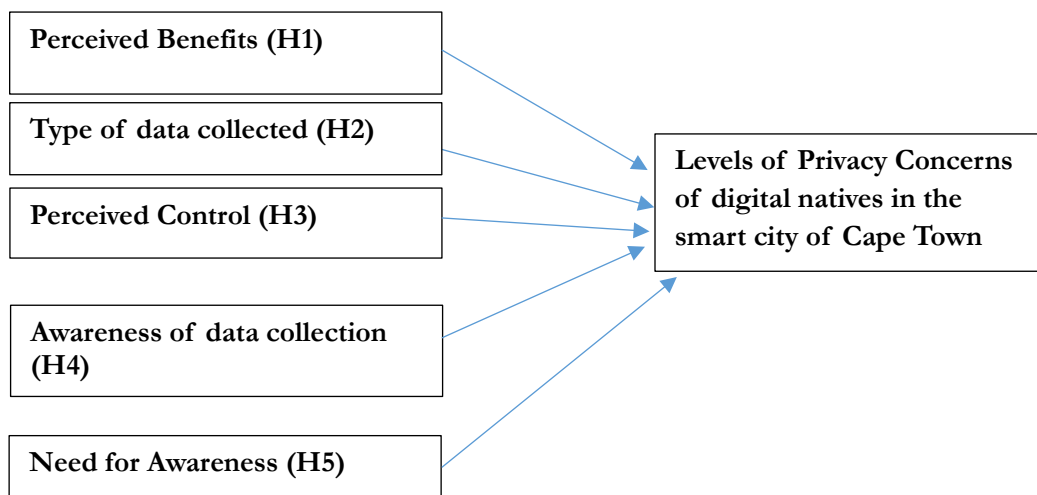 Perceived Benefits (H1)
Type of data collected (H2)
Perceived Control (H3)
Awareness of data collection
(H4)
Need for Awareness (H5)
Levels of Privacy Concerns
of digital natives in the
smart city of Cape Town